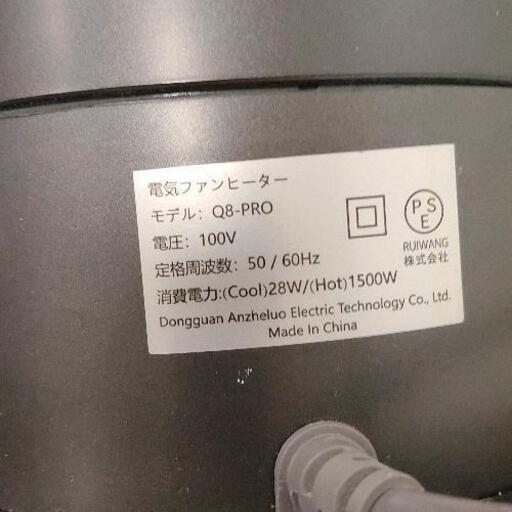 電気ファンヒーター
モデル: Q8-PRO
電圧: 100V
定格周波数: 50 / 60Hz
消費電力:(Cool)28W/(Hot)1500W
Dongguan Anzheluo Electric Technology Co., Ltd.
Made In China
PSE
RUIWANG
株式会社